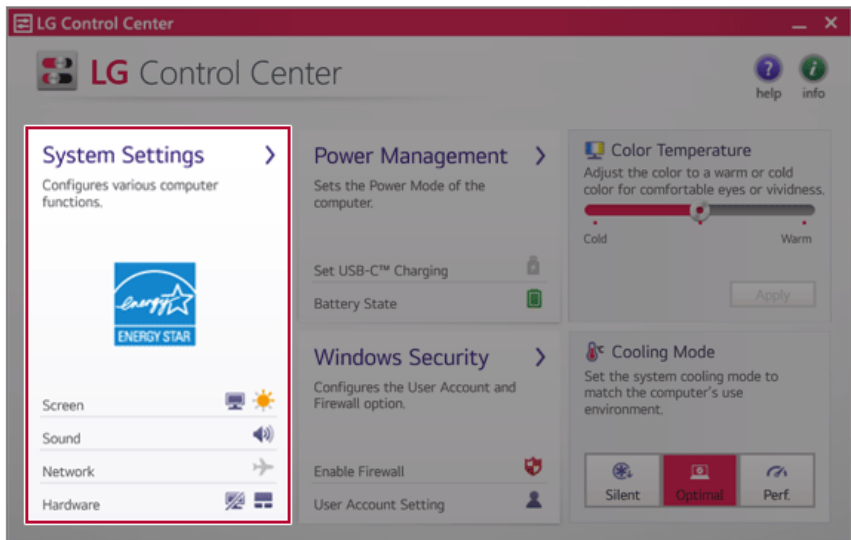 LG Control Center
LG Control Center
help
info
System Settings
Configures various computer
functions.
energy
ENERGY STAR
Screen
Sound
Network
Hardware
Power Management
Sets the Power Mode of the
computer.
Set USB-C™ Charging
Battery State
Windows Security
Configures the User Account and
Firewall option.
Enable Firewall
User Account Setting
Color Temperature
Adjust the color to a warm or cold
color for comfortable eyes or vividness.
Cold
Warm
Apply
Cooling Mode
Set the system cooling mode to
match the computer's use
environment.
Silent
Optimal
Perf.